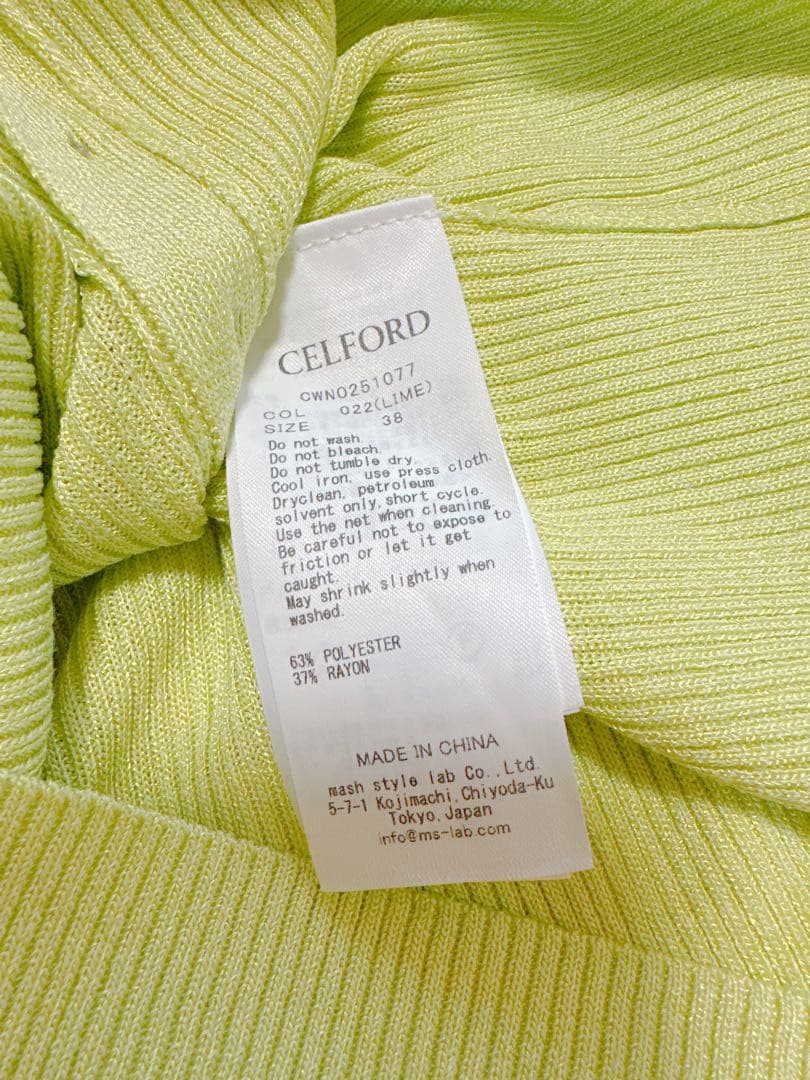 CELFORD
CWNO251077
COL 022(LIME)
SIZE 38
Do not wash.
Do not bleach.
Do not tumble dry.
Cool iron, use press cloth.
Dryclean, petroleum
solvent only, short cycle.
Use the net when cleaning.
Be careful not to expose to
friction or let it get
caught.
May shrink slightly when
washed.
63% POLYESTER
37% RAYON
MADE IN CHINA
mash style lab Co.,Ltd.
5-7-1 Kojimachi,Chiyoda-Ku
Tokyo,Japan
info@ms-lab.com